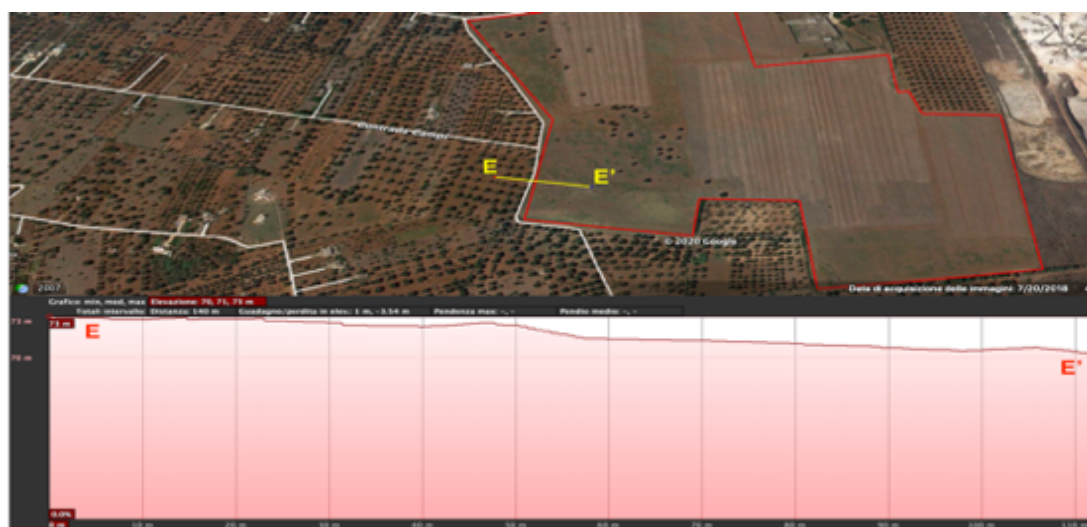 Contrada Campi
E
E'
© 2020 Google
2007
Data di acquisizione delle immagini: 7/20/2018
Grafico: min, med, max Elevazione: 70, 71, 73 m
Totali intervallo: Distanza: 140 m Guadagno/perdita in elev.: 1 m, -3.54 m Pendenza max: -, - Pendio medio: -, -
73 m
71 m
E
70 m
E'
0.0%
0 m 10 m 20 m 30 m 40 m 50 m 60 m 70 m 80 m 90 m 100 m 110 m